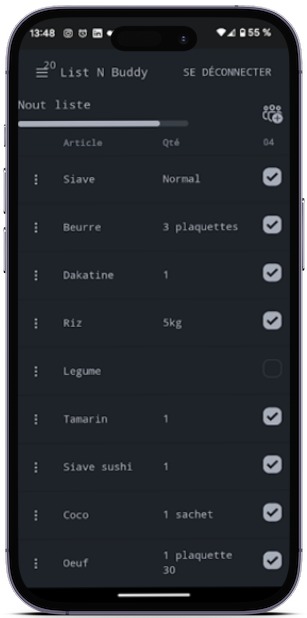 13:48
55 %
20
List N Buddy
SE DÉCONNECTER
Nout liste
Article Qté 04
Siave Normal
Beurre 3 plaquettes
Dakatine 1
Riz 5kg
Legume
Tamarin 1
Siave sushi 1
Coco 1 sachet
Oeuf 1 plaquette
30